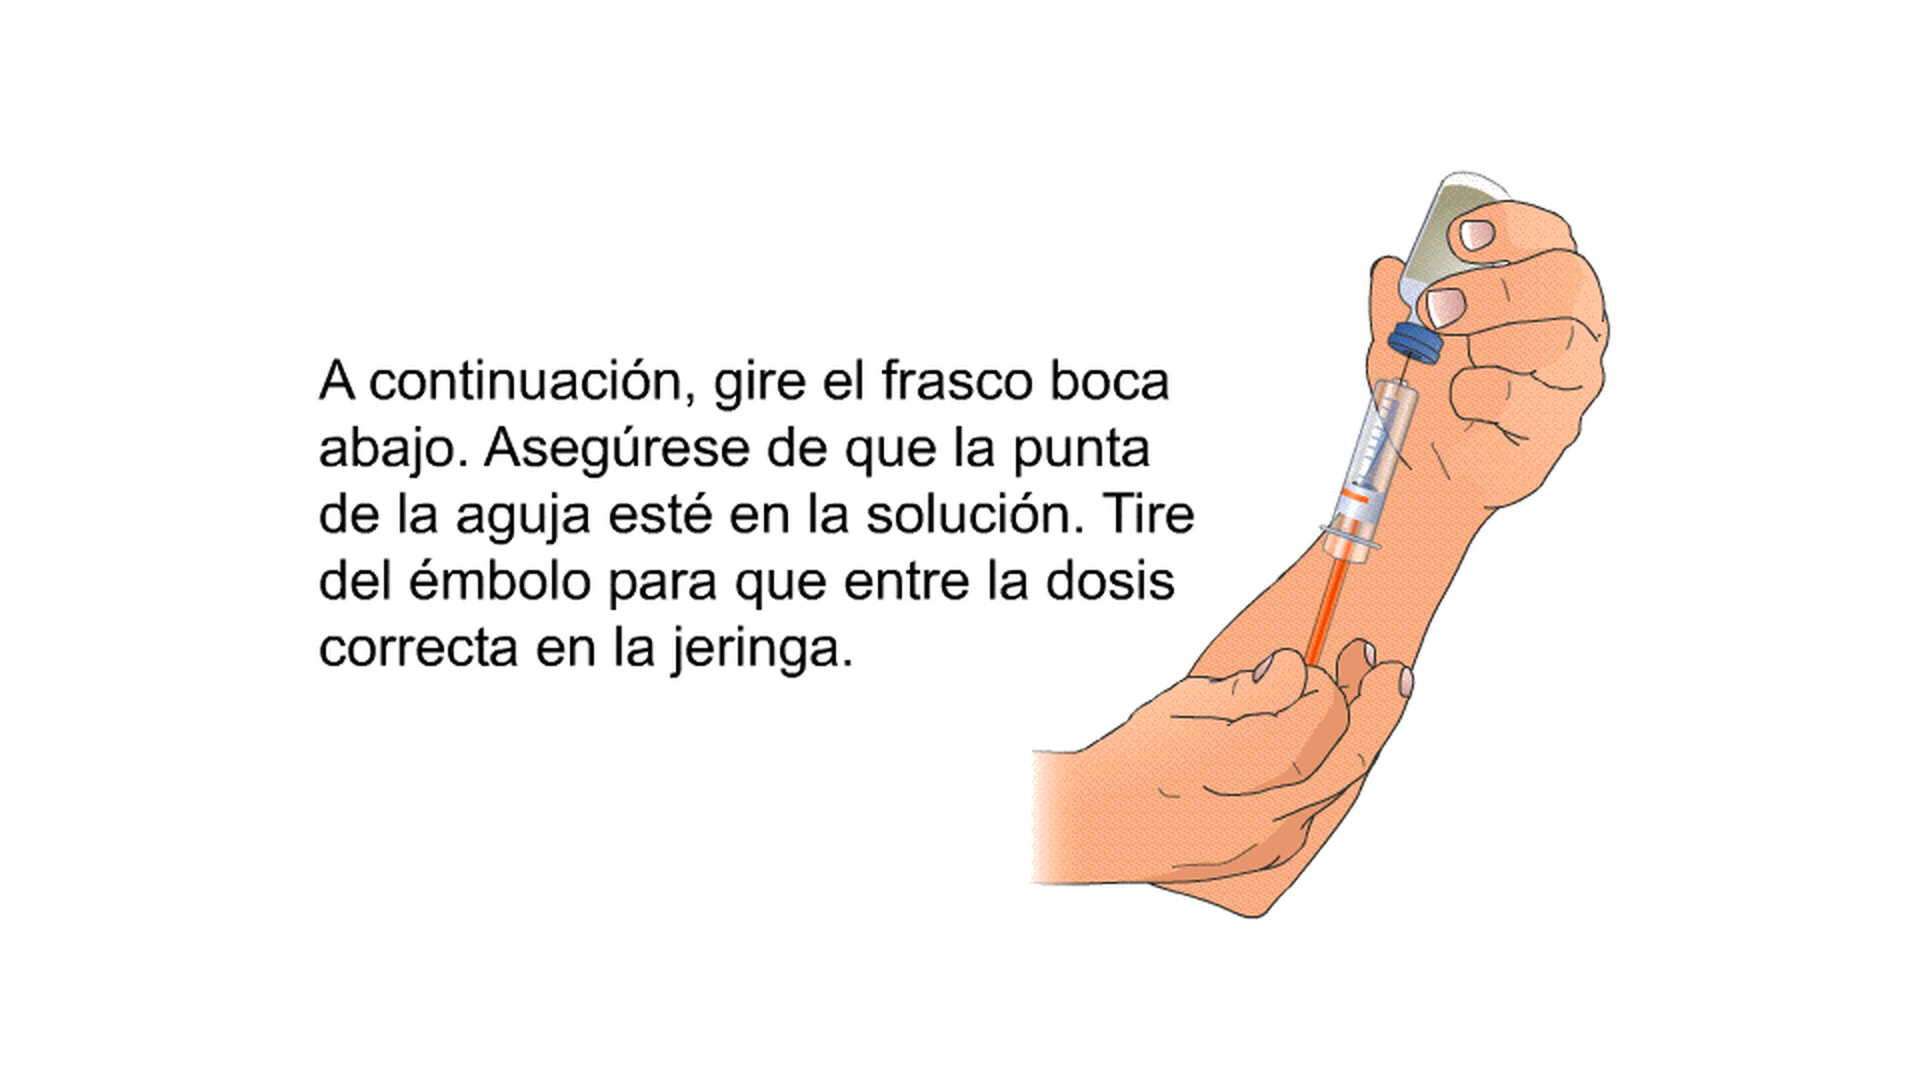 A continuación, gire el frasco boca
abajo. Asegúrese de que la punta
de la aguja esté en la solución. Tire
del émbolo para que entre la dosis
correcta en la jeringa.